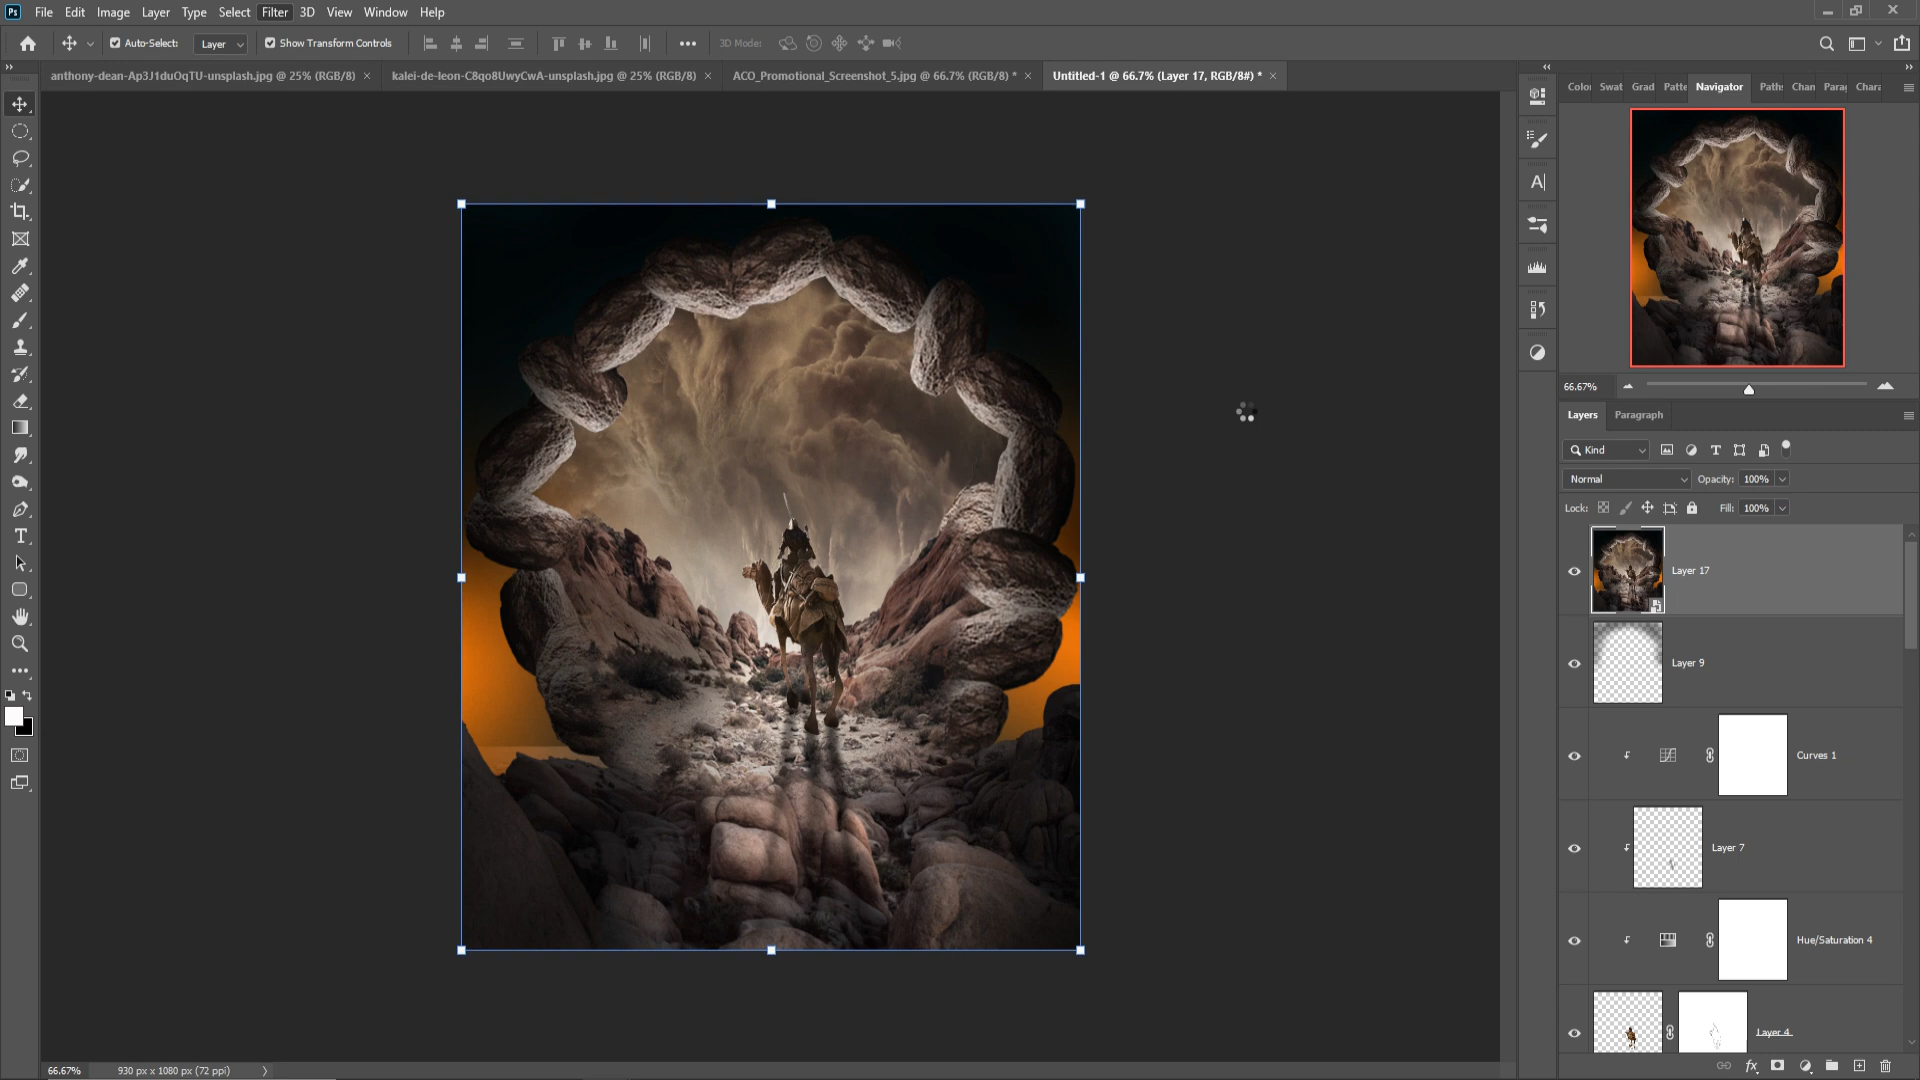 Ps File Edit Image Layer Type Select Filter 3D View Window Help
Auto-Select: Layer Show Transform Controls 3D Mode:
anthony-dean-Ap3J1duOqTU-unsplash.jpg @ 25% (RGB/8) kalei-de-leon-C8qo8UwyCwA-unsplash.jpg @ 25% (RGB/8) ACO_Promotional_Screenshot_5.jpg @ 66.7% (RGB/8) * Untitled-1 @ 66.7% (Layer 17, RGB/8#) *
Color Swat Grad Patte Navigator Paths Chan Parag Chara
66.67%
Layers Paragraph
Kind
Normal Opacity: 100%
Lock: Fill: 100%
Layer 17
Layer 9
Curves 1
Layer 7
Hue/Saturation 4
Layer 4
66.67% 930 px x 1080 px (72 ppi)